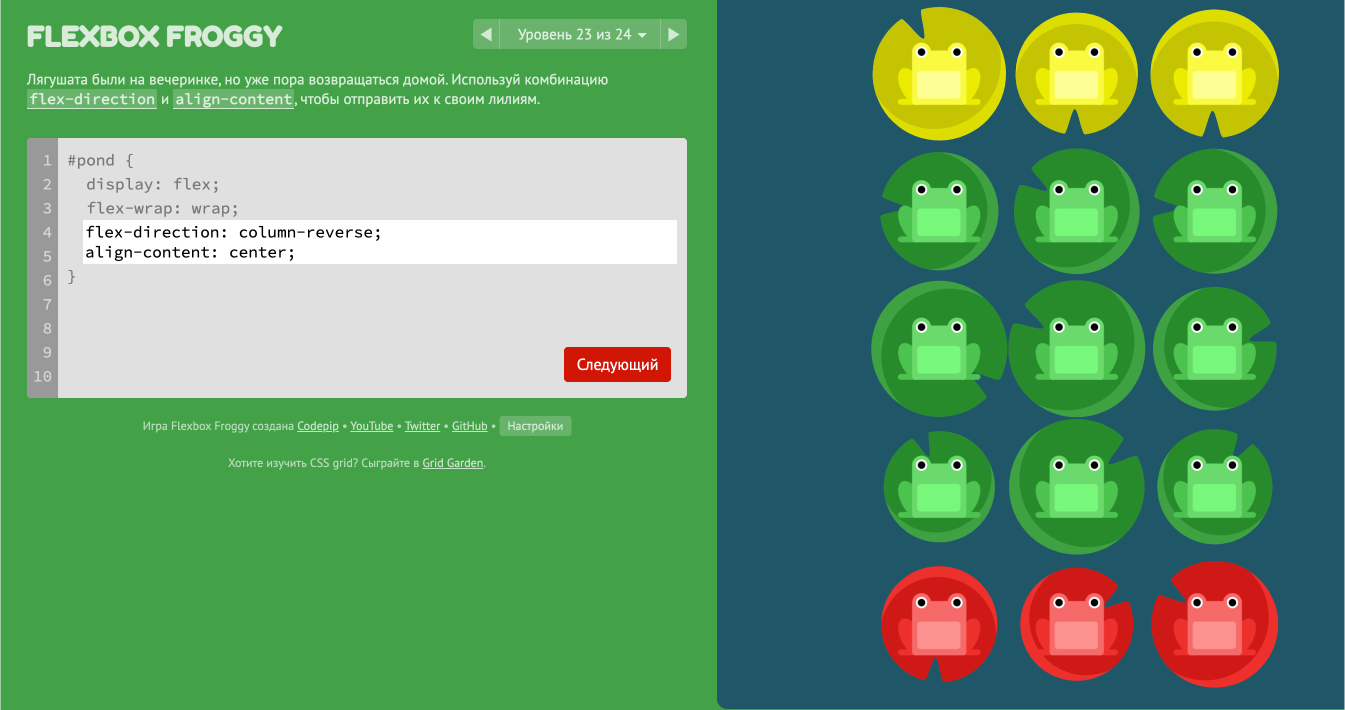 FLEXBOX FROGGY
Уровень 23 из 24
Лягушата были на вечеринке, но уже пора возвращаться домой. Используй комбинацию
flex-direction и align-content, чтобы отправить их к своим лилиям.
1 #pond {
2 display: flex;
3 flex-wrap: wrap;
4 flex-direction: column-reverse;
5 align-content: center;
6 }
7
8
9
10
Следующий
Игра Flexbox Froggy создана Codepip • YouTube • Twitter • GitHub • Настройки
Хотите изучить CSS grid? Сыграйте в Grid Garden.